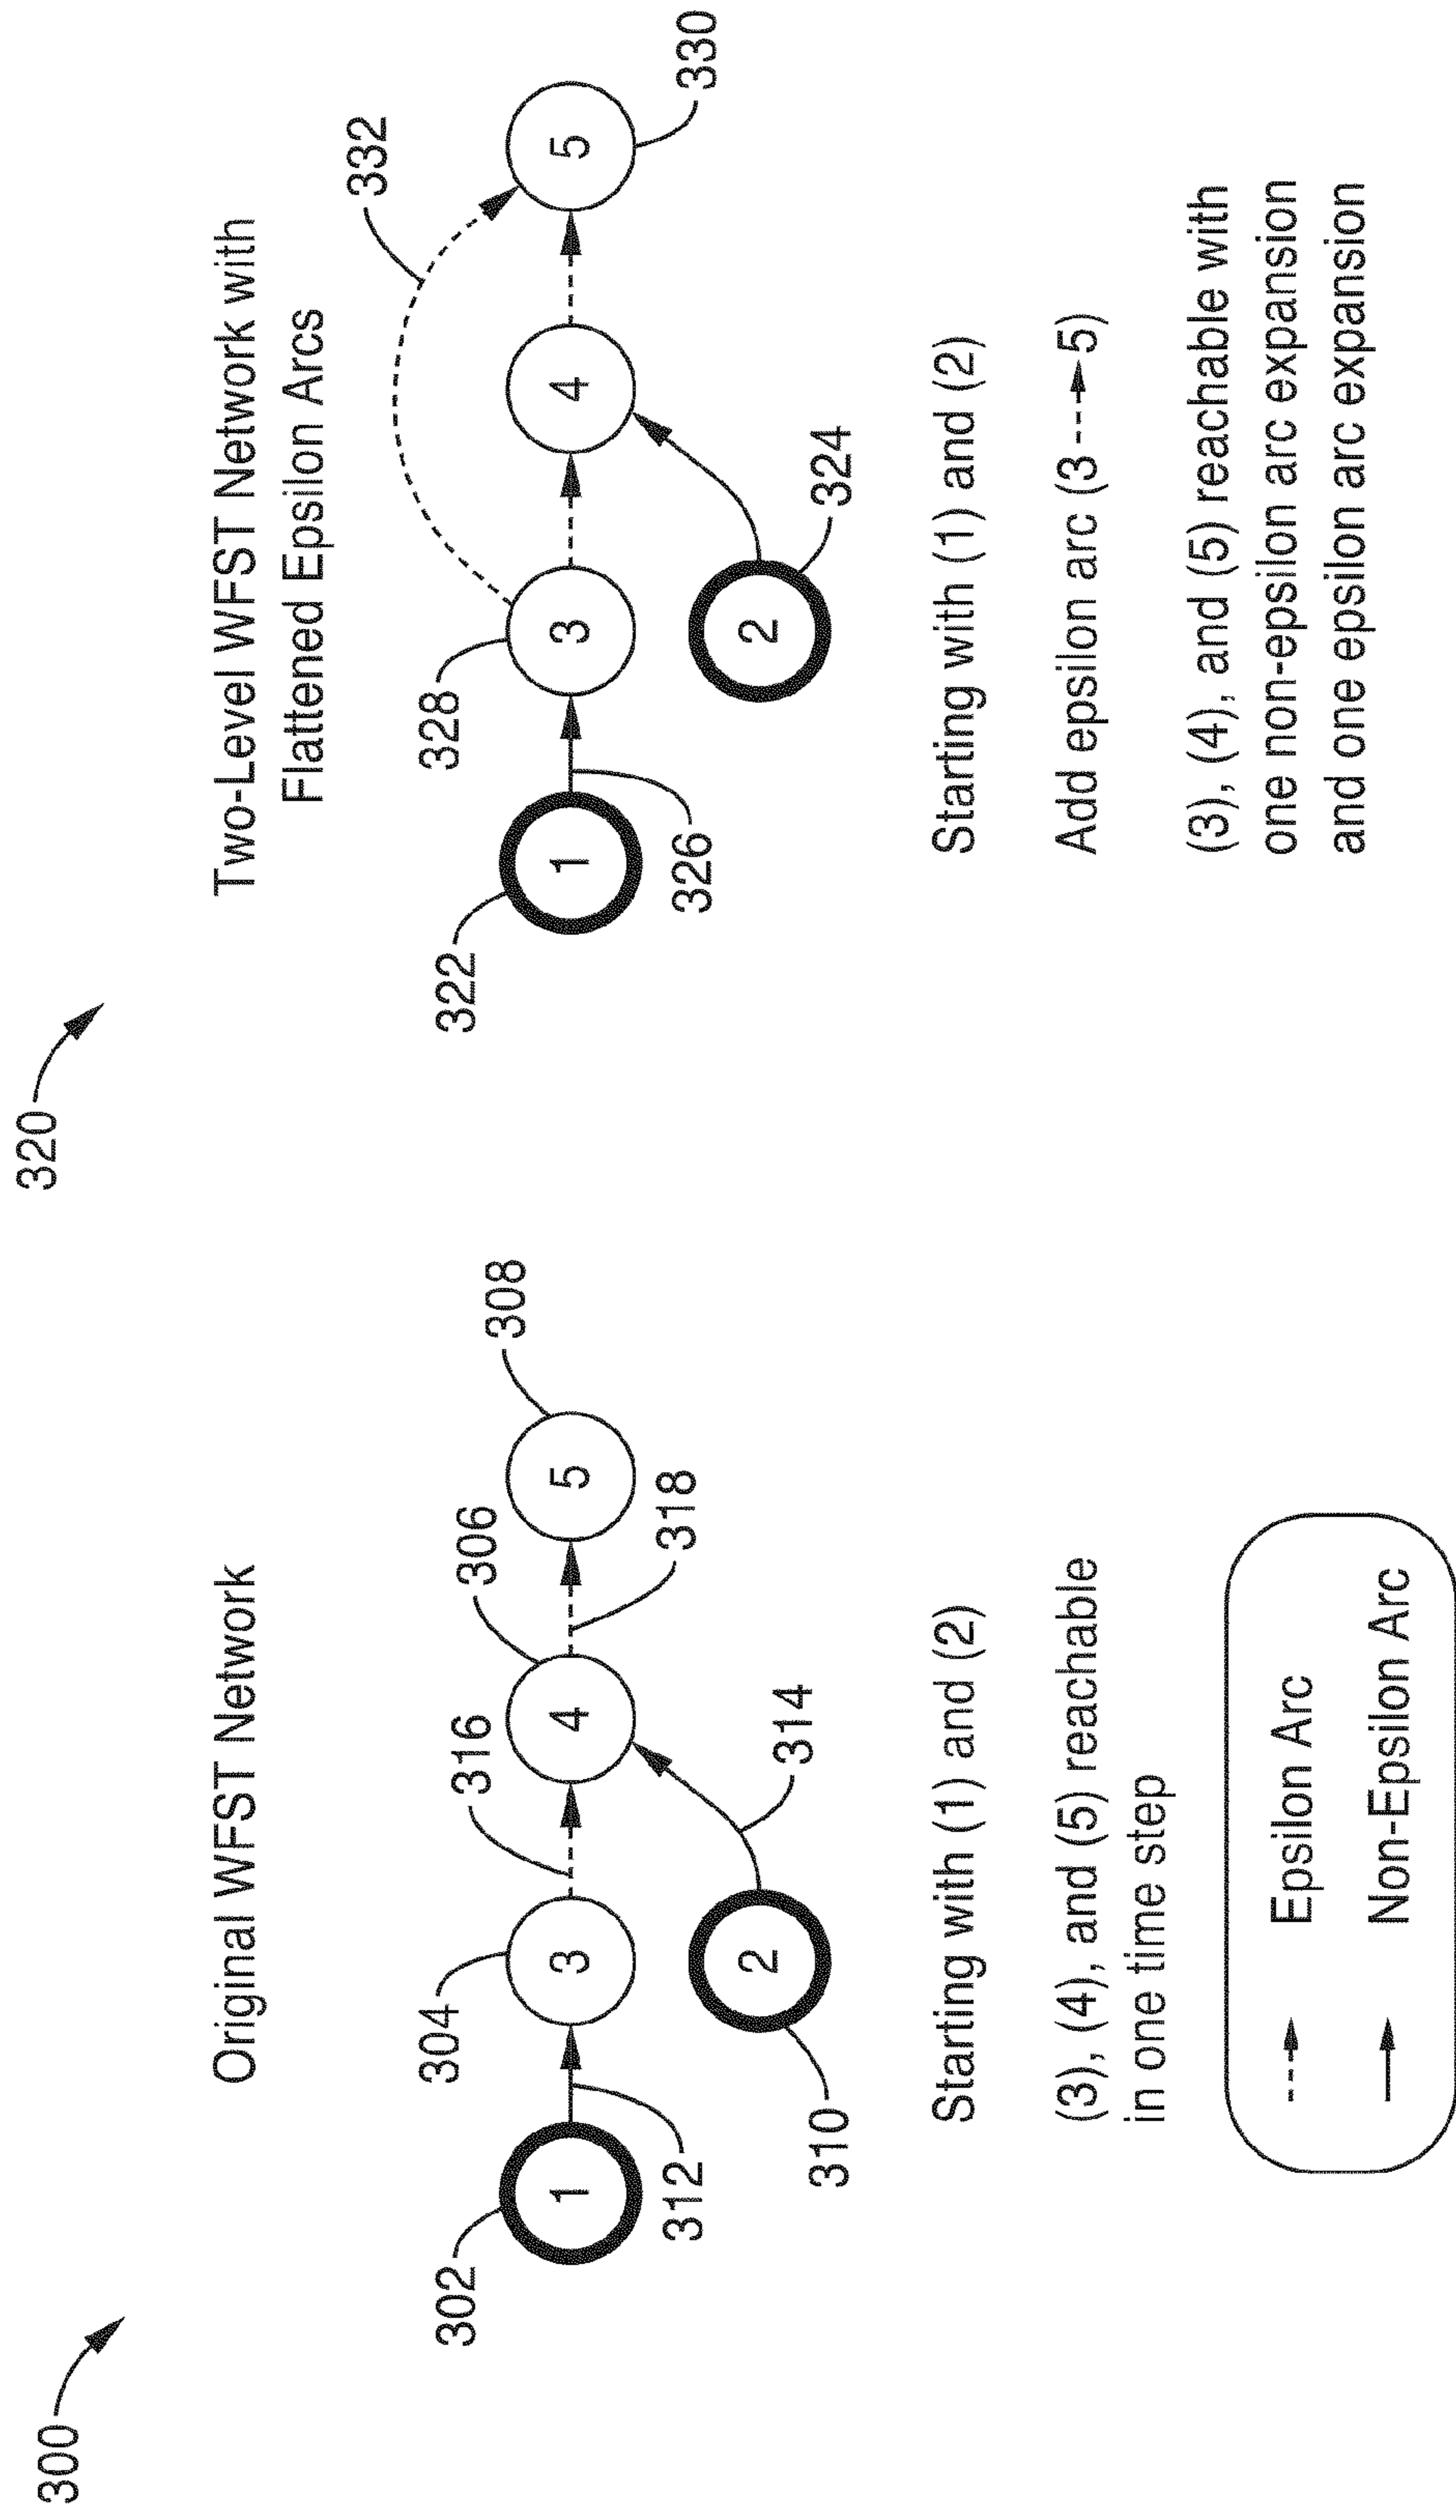 300
Original WFST Network
302
304
316
306
308
1
3
4
5
312
318
2
310
314
Starting with (1) and (2)
(3), (4), and (5) reachable
in one time step
Epsilon Arc
Non-Epsilon Arc
320
Two-Level WFST Network with
Flattened Epsilon Arcs
322
328
332
1
3
4
5
326
330
2
324
Starting with (1) and (2)
Add epsilon arc (3 5)
(3), (4), and (5) reachable with
one non-epsilon arc expansion
and one epsilon arc expansion